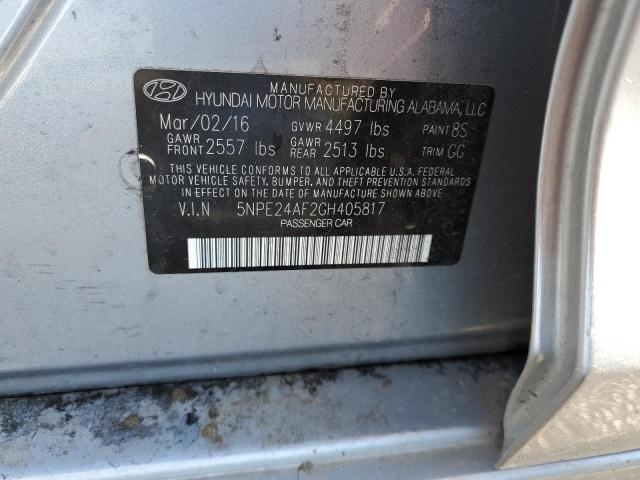 MANUFACTURED BY
HYUNDAI MOTOR MANUFACTURING ALABAMA, LLC
Mar/02/16 GVWR 4497 lbs PAINT 8S
GAWR FRONT 2557 lbs GAWR REAR 2513 lbs TRIM GG
THIS VEHICLE CONFORMS TO ALL APPLICABLE U.S.A. FEDERAL
MOTOR VEHICLE SAFETY, BUMPER, AND THEFT PREVENTION STANDARDS
IN EFFECT ON THE DATE OF MANUFACTURE SHOWN ABOVE.
V.I.N 5NPE24AF2GH405817
PASSENGER CAR